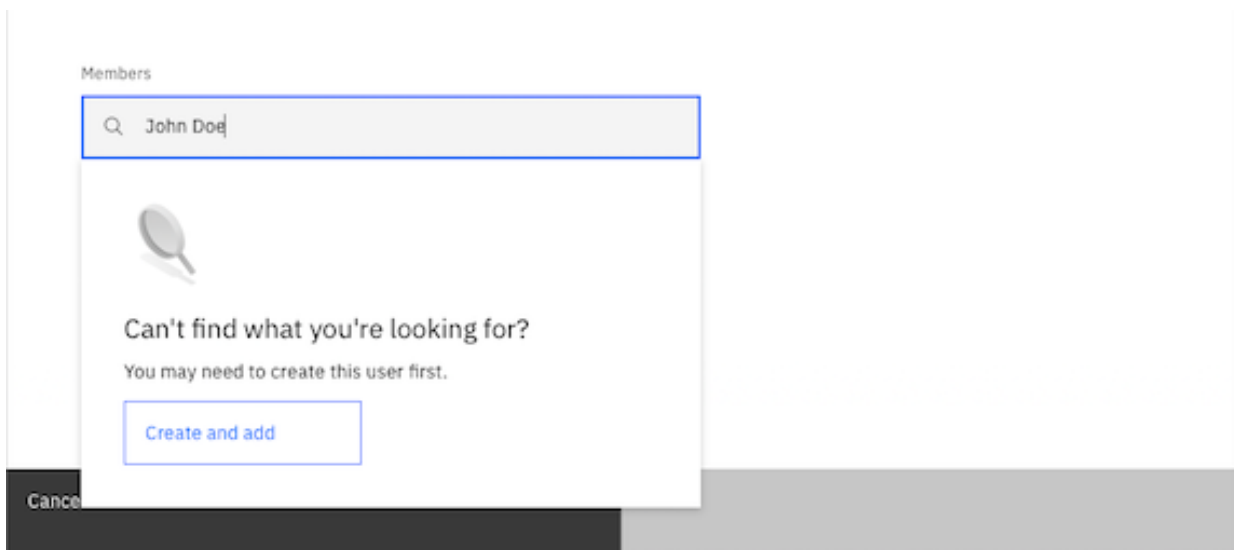 Members
John Doe
Can't find what you're looking for?
You may need to create this user first.
Create and add
Cance